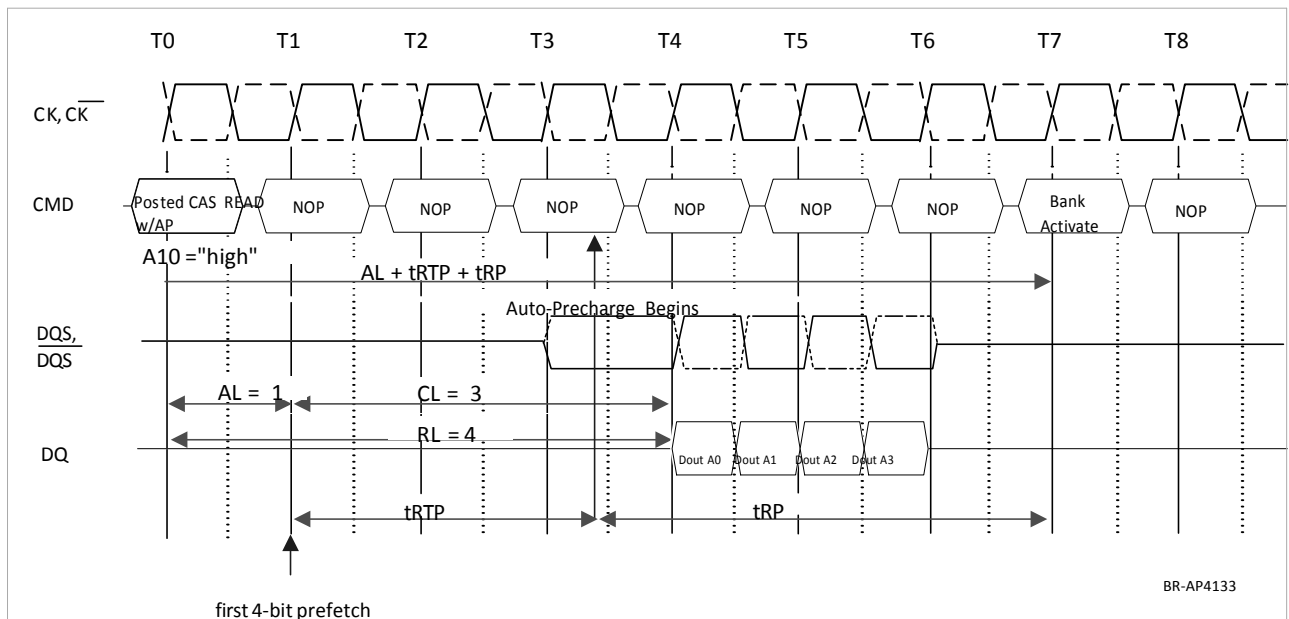 T0 T1 T2 T3 T4 T5 T6 T7 T8
CK, CK
CMD
Posted CAS READ
w/AP
NOP NOP NOP NOP NOP NOP
Bank
Activate
NOP
A10 ="high"
AL + tRTP + tRP
Auto-Precharge Begins
DQS,
DQS
AL = 1
CL = 3
RL = 4
DQ
Dout A0 Dout A1 Dout A2 Dout A3
tRTP
tRP
BR-AP4133
first 4-bit prefetch